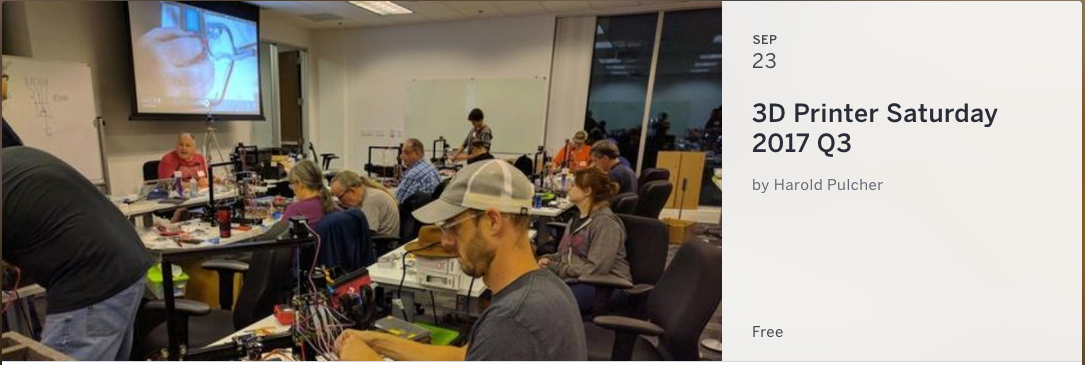 SEP
23
3D Printer Saturday
2017 Q3
by Harold Pulcher
Free